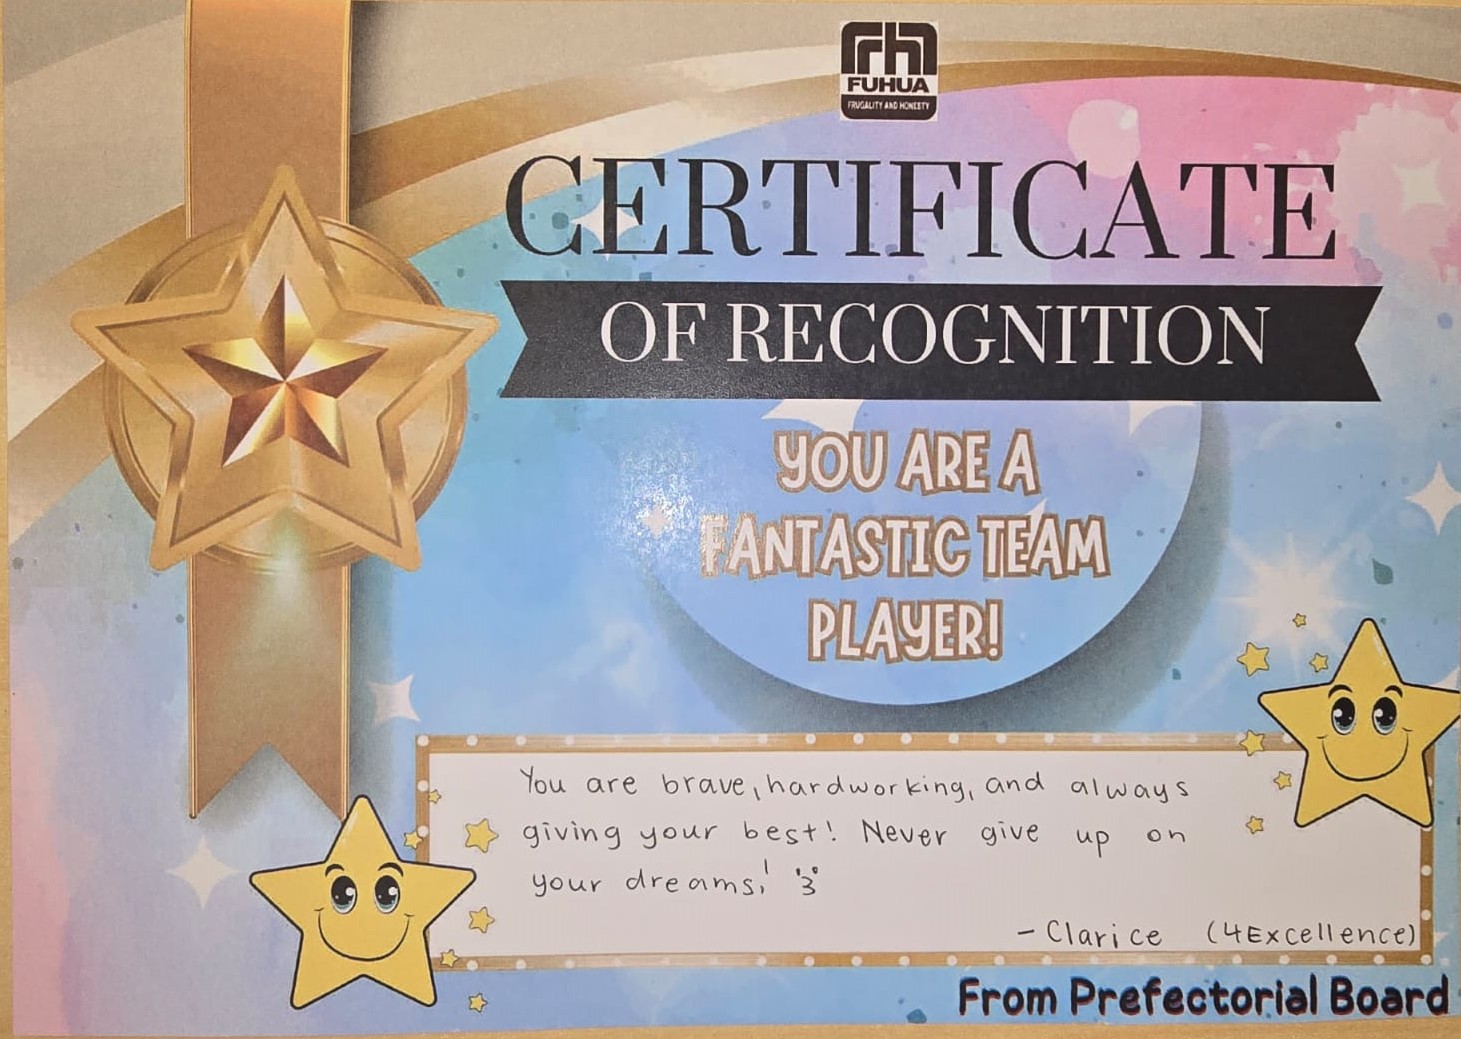 FUHUA
FRUGALITY AND HONESTY
CERTIFICATE
OF RECOGNITION
YOU ARE A
FANTASTIC TEAM
PLAYER!
You are brave, hardworking, and always
giving your best! Never give up on
your dreams! '3'
- Clarice (4Excellence)
From Prefectorial Board